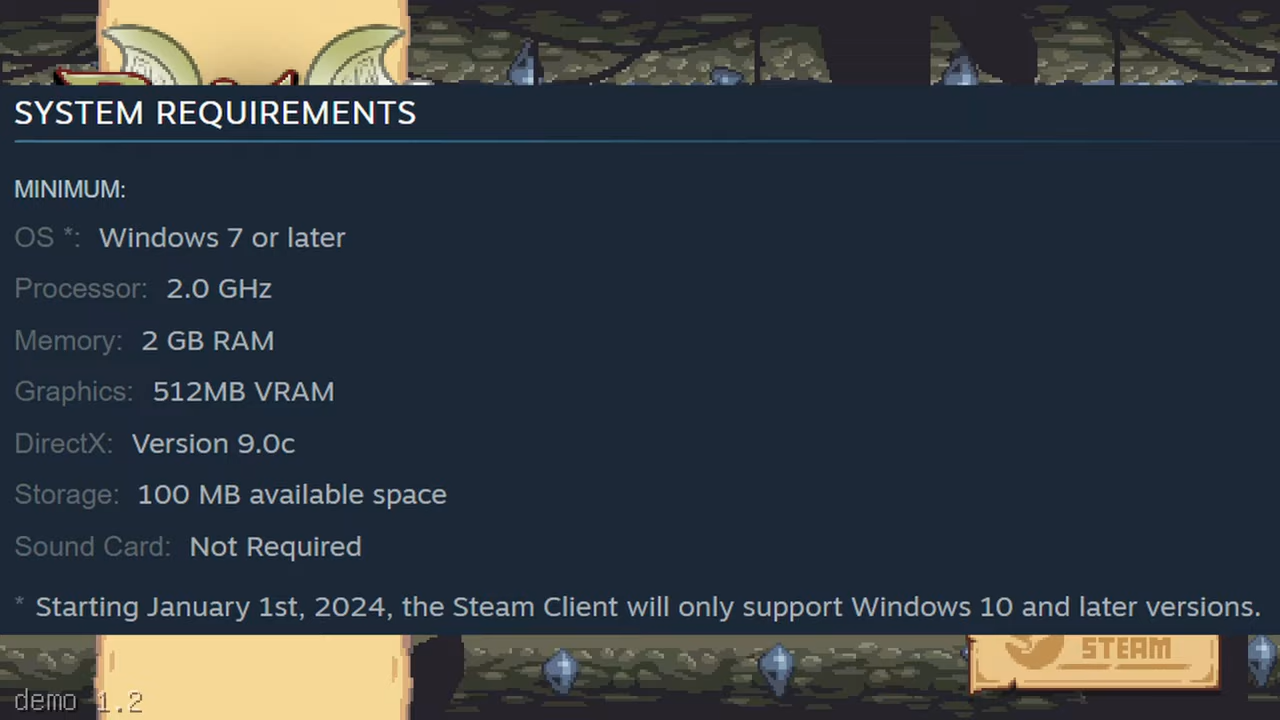 SYSTEM REQUIREMENTS
MINIMUM:
OS *: Windows 7 or later
Processor: 2.0 GHz
Memory: 2 GB RAM
Graphics: 512MB VRAM
DirectX: Version 9.0c
Storage: 100 MB available space
Sound Card: Not Required
* Starting January 1st, 2024, the Steam Client will only support Windows 10 and later versions.
STEAM
demo 1.2